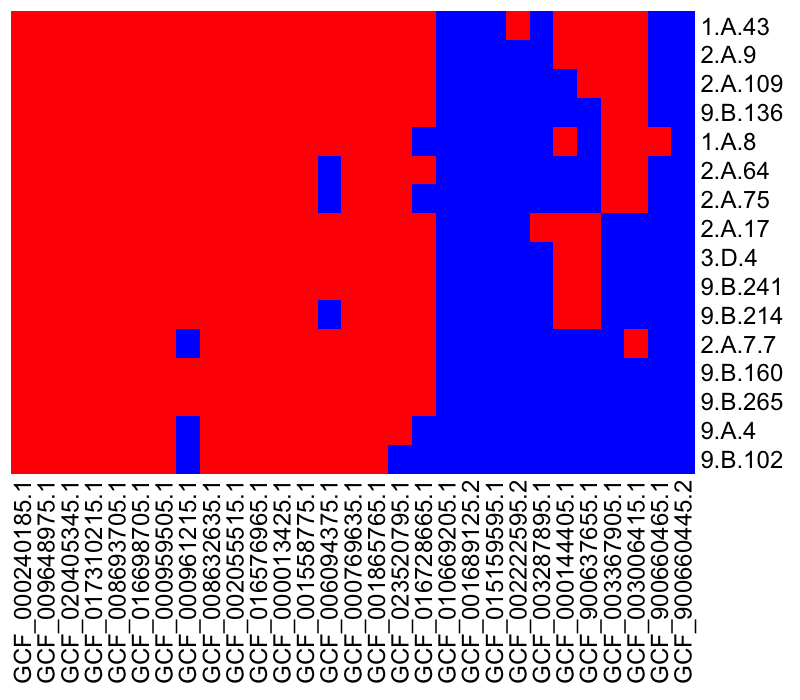 1.A.43
2.A.9
2.A.109
9.B.136
1.A.8
2.A.64
2.A.75
2.A.17
3.D.4
9.B.241
9.B.214
2.A.7.7
9.B.160
9.B.265
9.A.4
9.B.102
GCF_000240185.1
GCF_009648975.1
GCF_020405345.1
GCF_017310215.1
GCF_008693705.1
GCF_016698705.1
GCF_000959505.1
GCF_000961215.1
GCF_008632635.1
GCF_002055515.1
GCF_016576965.1
GCF_000013425.1
GCF_001558775.1
GCF_006094375.1
GCF_000769635.1
GCF_001865765.1
GCF_023520795.1
GCF_016728665.1
GCF_010669205.1
GCF_001689125.2
GCF_015159595.1
GCF_002222595.2
GCF_003287895.1
GCF_000144405.1
GCF_900637655.1
GCF_003367905.1
GCF_003006415.1
GCF_900660465.1
GCF_900660445.2